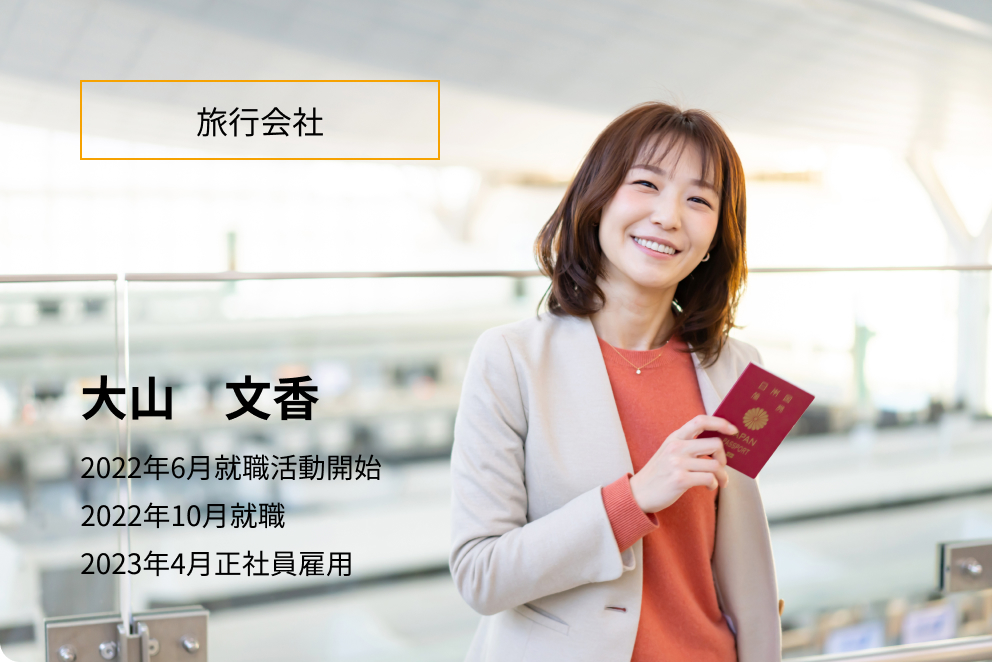 旅行会社
大山　文香
2022年6月就職活動開始
2022年10月就職
2023年4月正社員雇用
JAPAN
PASSPORT